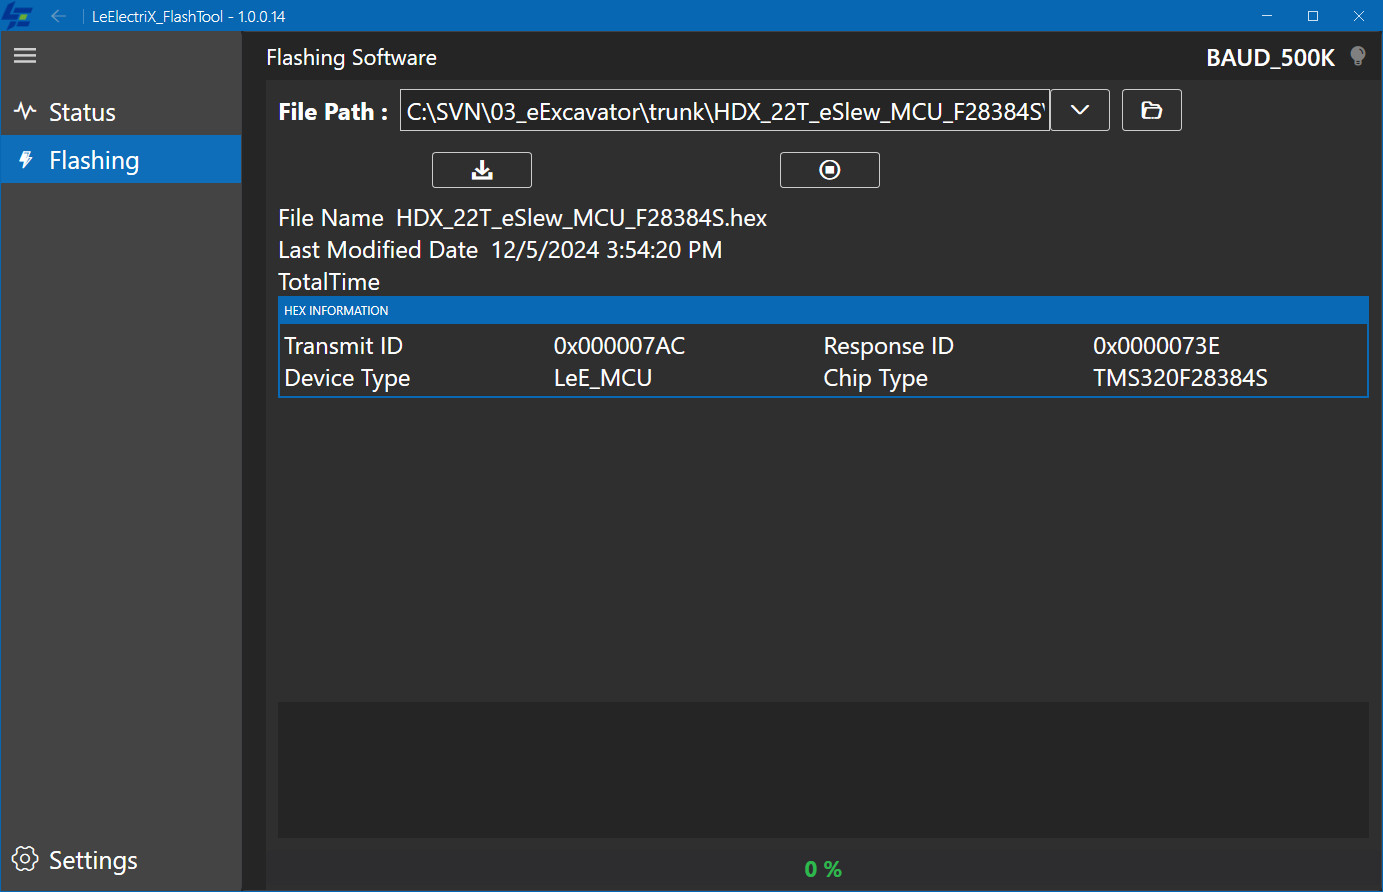 LeElectriX_FlashTool - 1.0.0.14
Flashing Software
BAUD_500K
Status
Flashing
File Path :
C:\SVN\03_eExcavator\trunk\HDX_22T_eSlew_MCU_F28384S\
File Name HDX_22T_eSlew_MCU_F28384S.hex
Last Modified Date 12/5/2024 3:54:20 PM
TotalTime
HEX INFORMATION
Transmit ID 0x000007AC Response ID 0x0000073E
Device Type LeE_MCU Chip Type TMS320F28384S
Settings
0 %